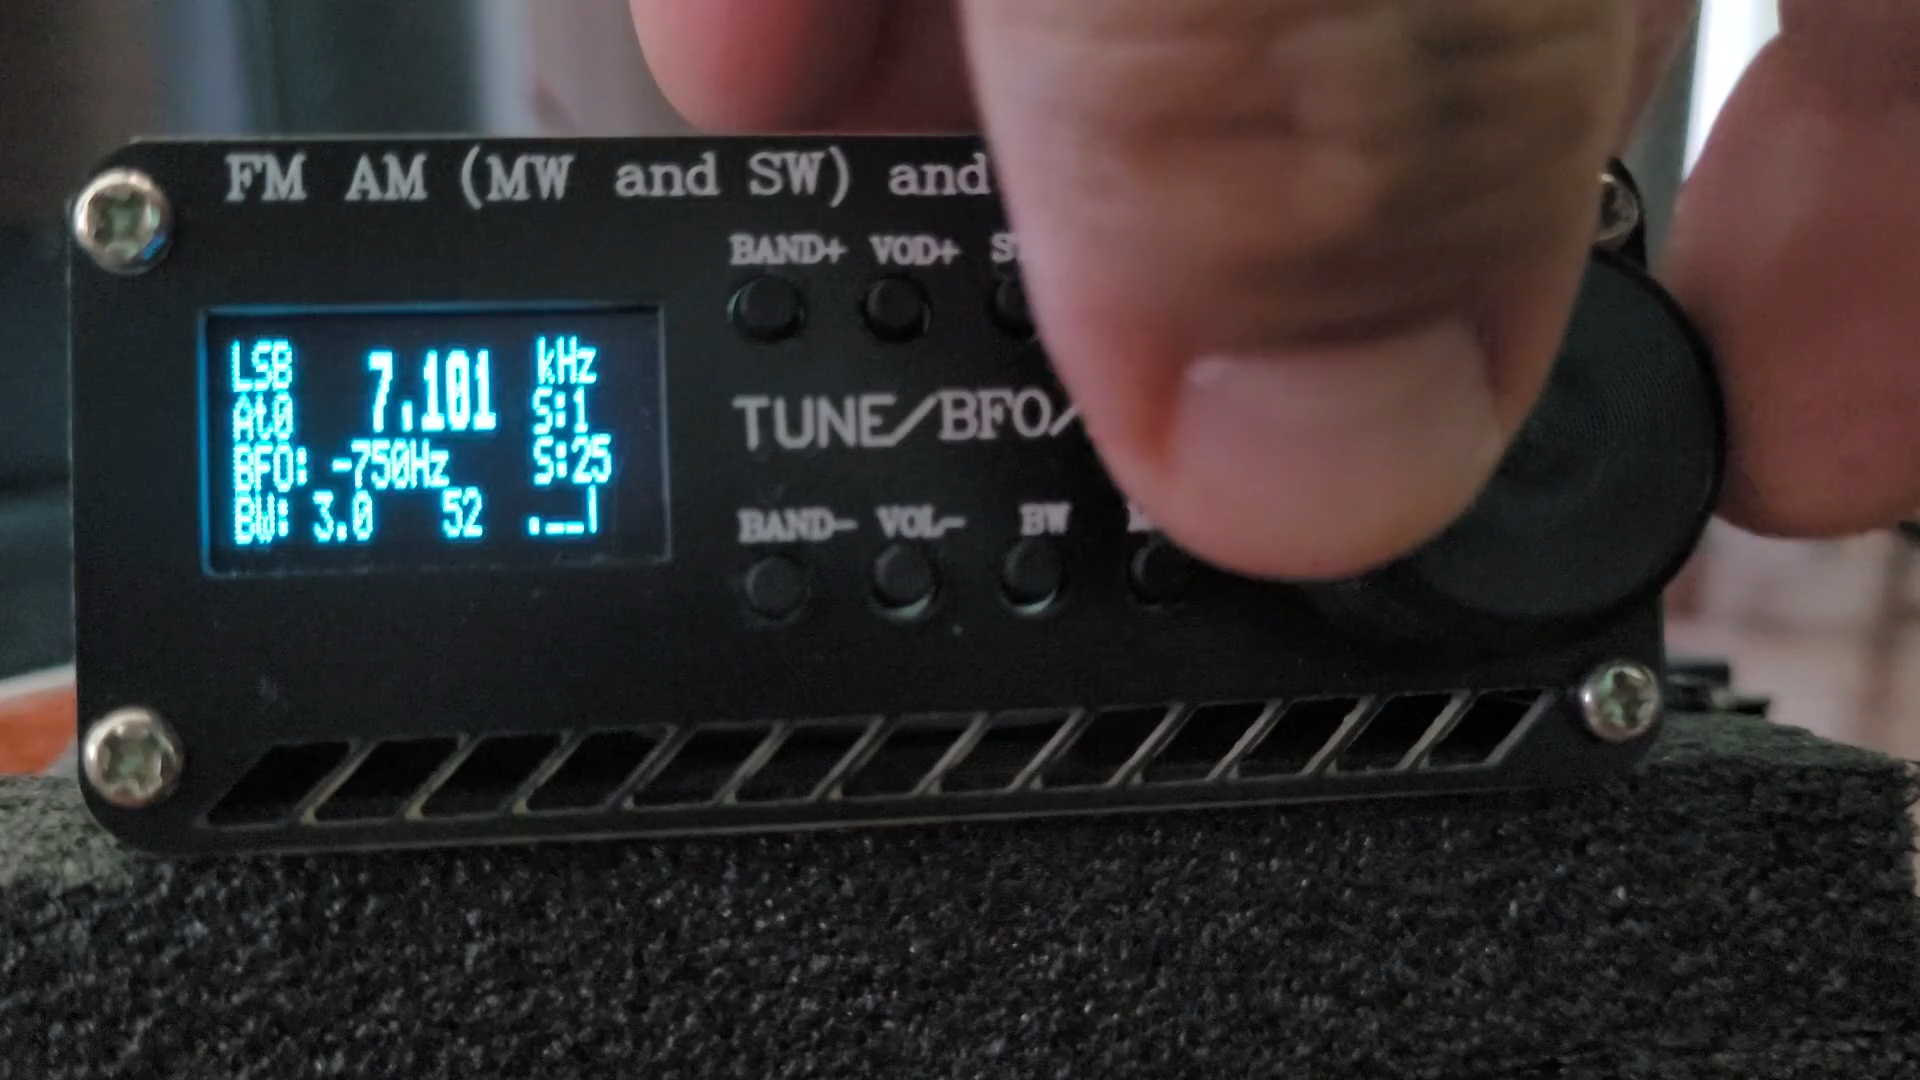 FM AM (MW and SW) and
BAND+ VOD+
LSB 7.101 kHz
At0 S:1
BFO: -750Hz S:25
BW: 3.0 52
TUNE/BFO/
BAND- VOL- BW